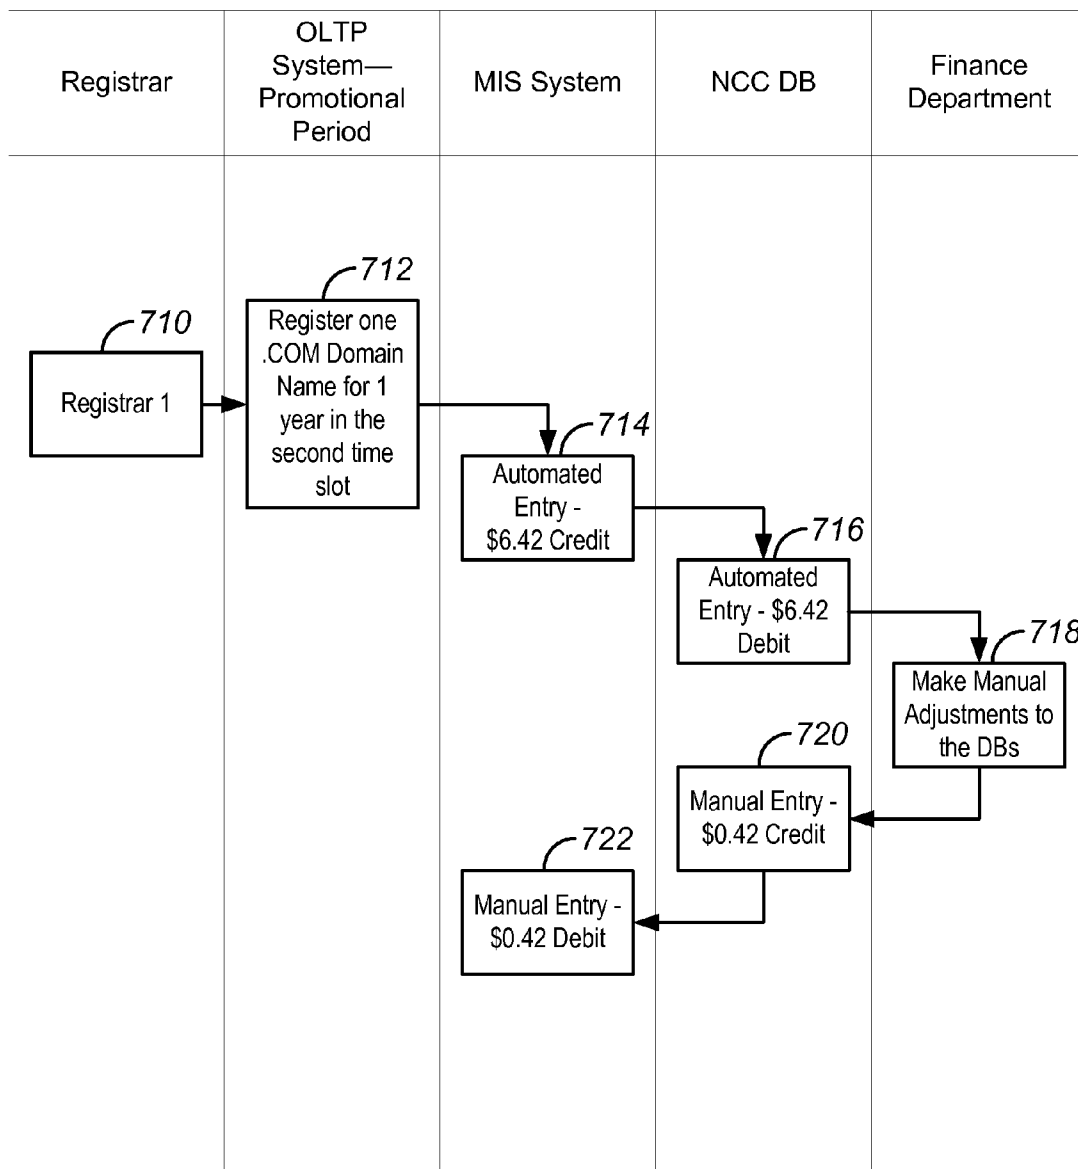 Registrar
OLTP
System—
Promotional
Period
MIS System
NCC DB
Finance
Department
710
Registrar 1
712
Register one
.COM Domain
Name for 1
year in the
second time
slot
714
Automated
Entry -
$6.42 Credit
716
Automated
Entry - $6.42
Debit
718
Make Manual
Adjustments to
the DBs
720
Manual Entry -
$0.42 Credit
722
Manual Entry -
$0.42 Debit